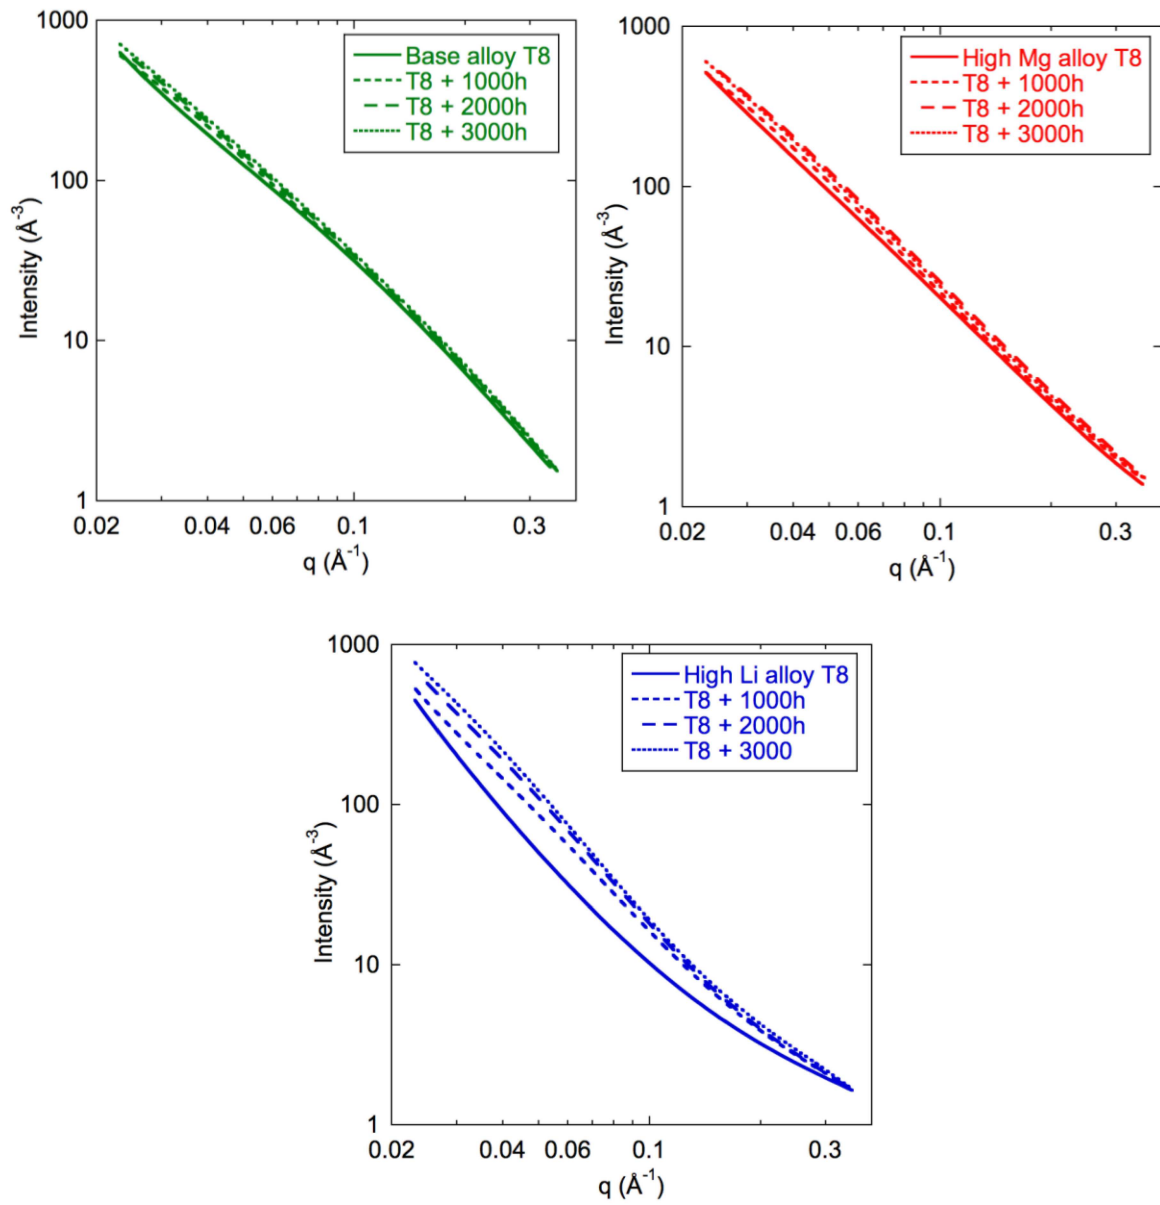 1000
100
10
1
Intensity (Å⁻³)
Base alloy T8
T8 + 1000h
T8 + 2000h
T8 + 3000h
0.02
0.04
0.06
0.1
0.3
q (Å⁻¹)
1000
100
10
1
Intensity (Å⁻³)
High Mg alloy T8
T8 + 1000h
T8 + 2000h
T8 + 3000h
0.02
0.04
0.06
0.1
0.3
q (Å⁻¹)
1000
100
10
1
Intensity (Å⁻³)
High Li alloy T8
T8 + 1000h
T8 + 2000h
T8 + 3000
0.02
0.04
0.06
0.1
0.3
q (Å⁻¹)